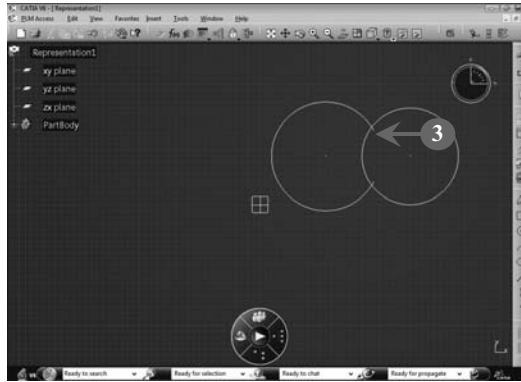 CATIA V6 - [Representation1]
PLM Access Edit View Favorites Insert Tools Window Help
Representation1
xy plane
yz plane
zx plane
PartBody
3
Ready to search
Ready for selection
Ready to chat
Ready for propagate